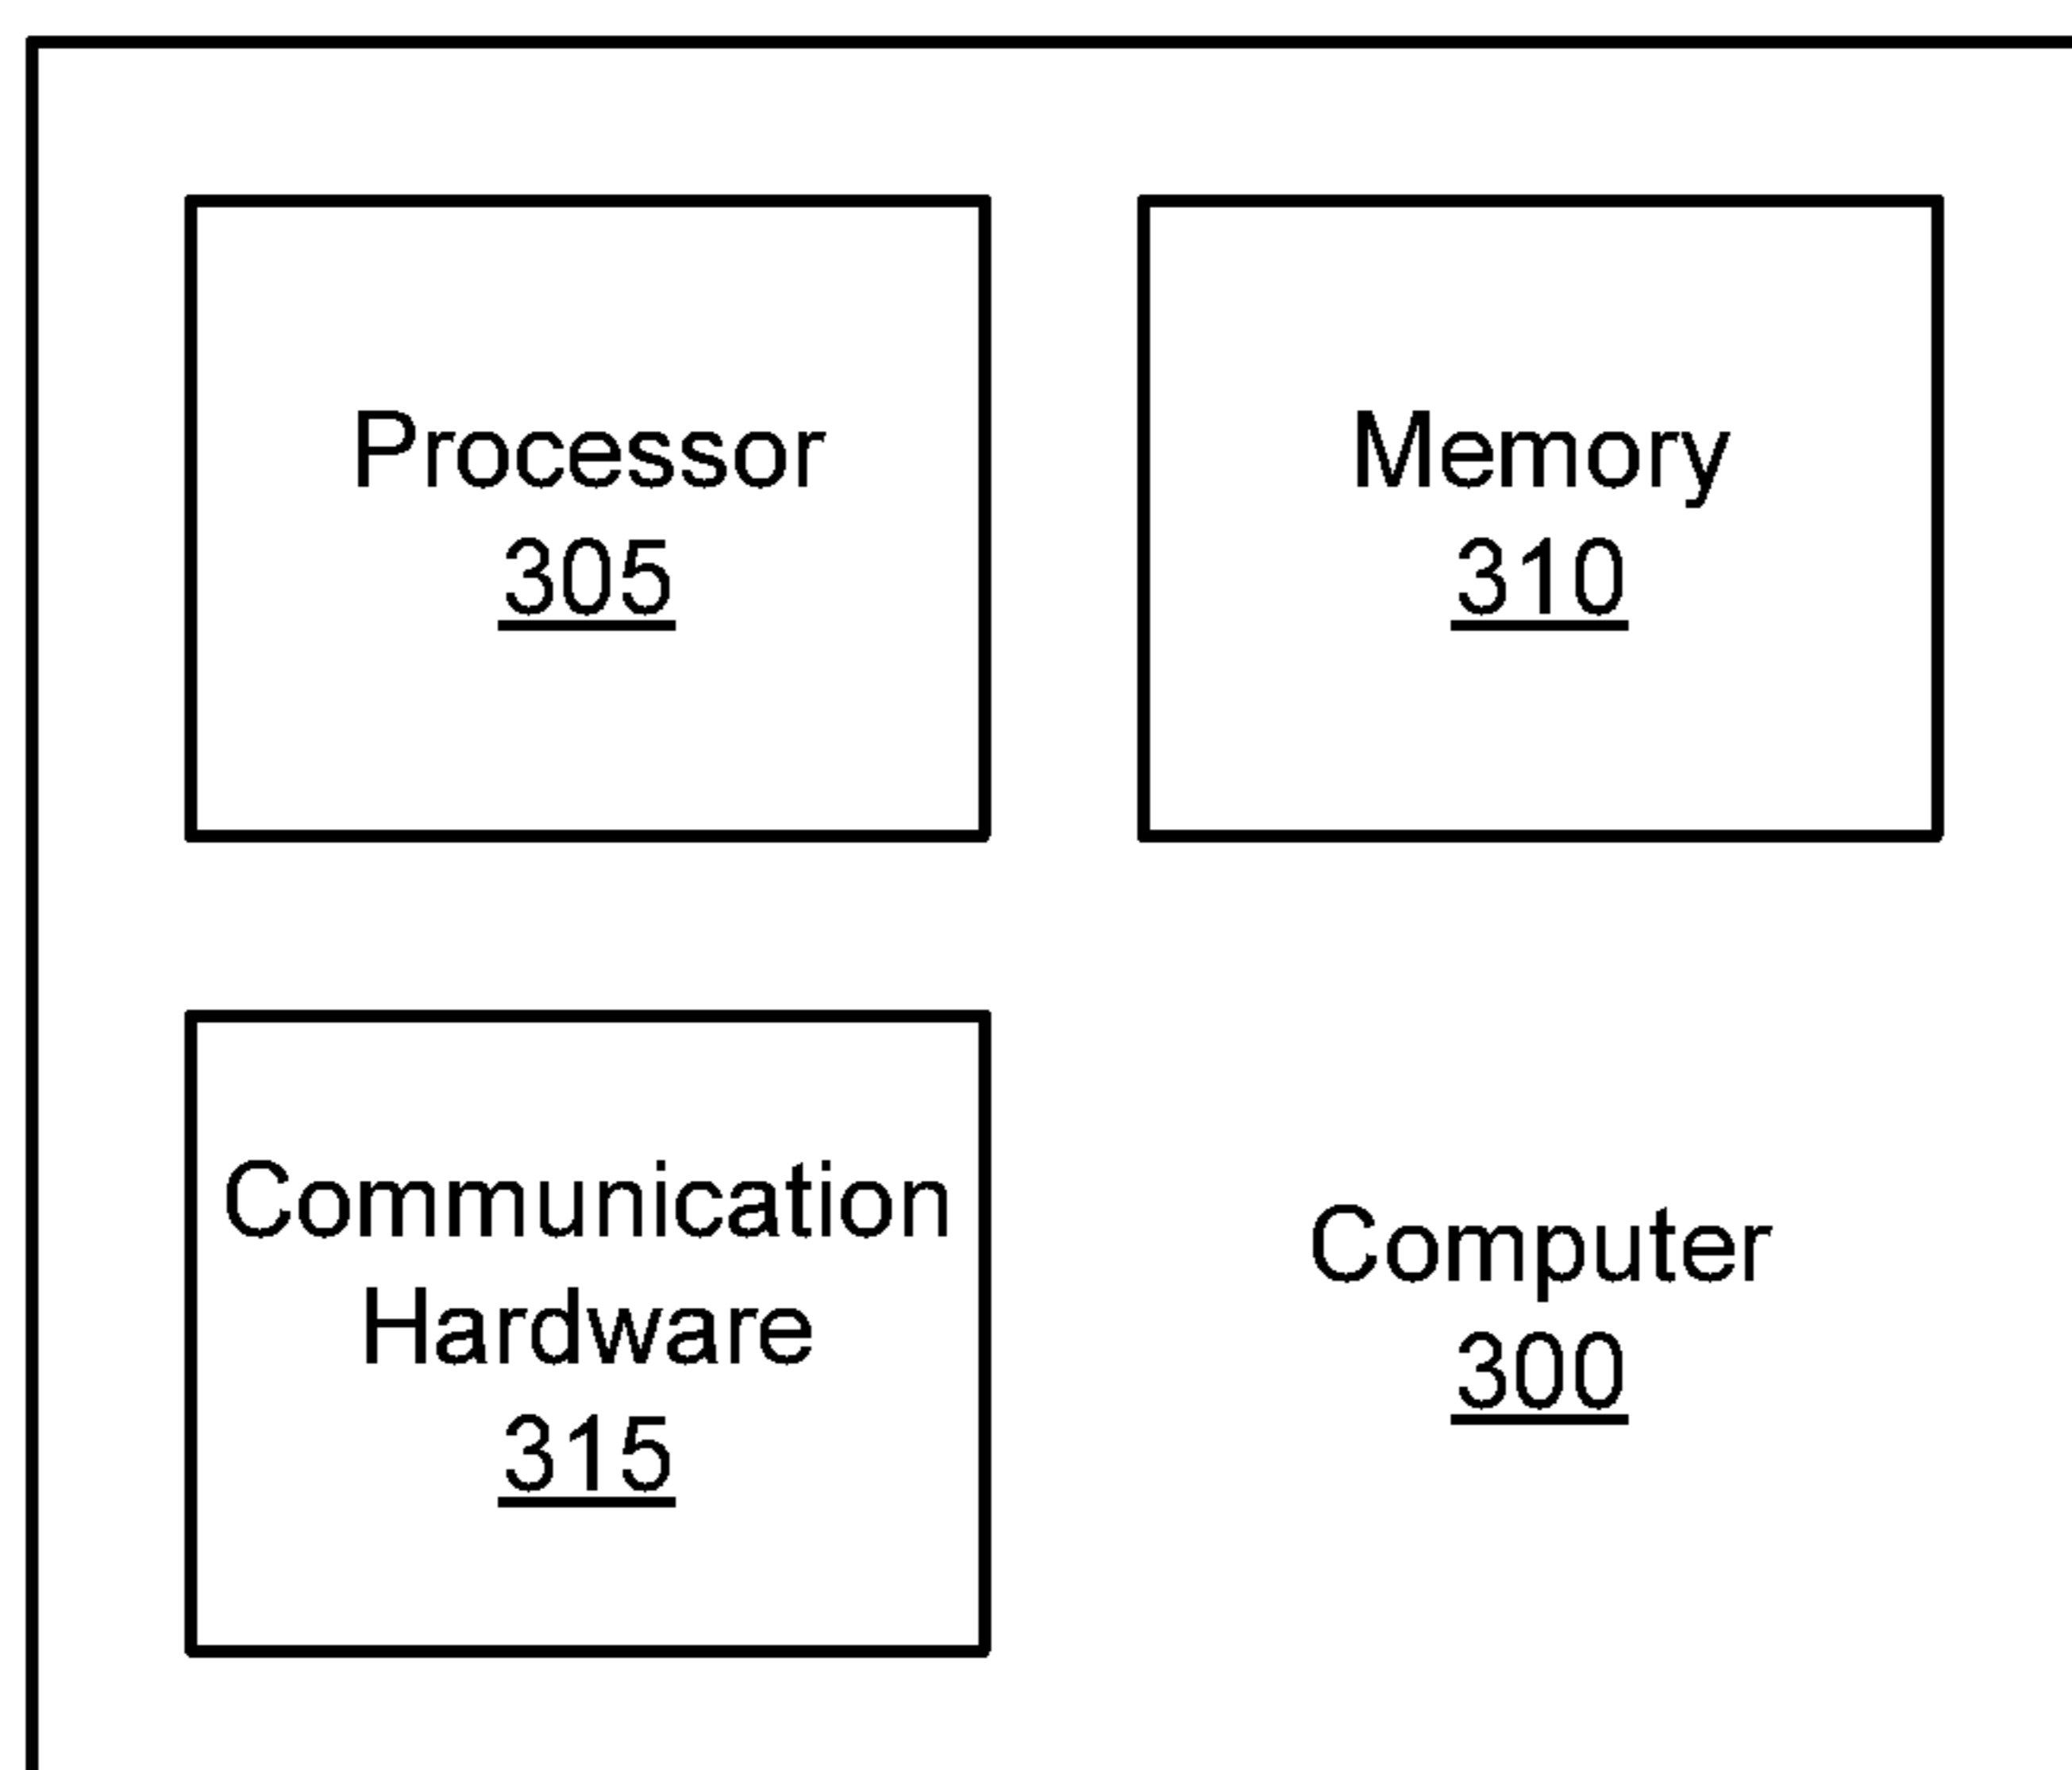 Processor
305
Memory
310
Communication
Hardware
315
Computer
300